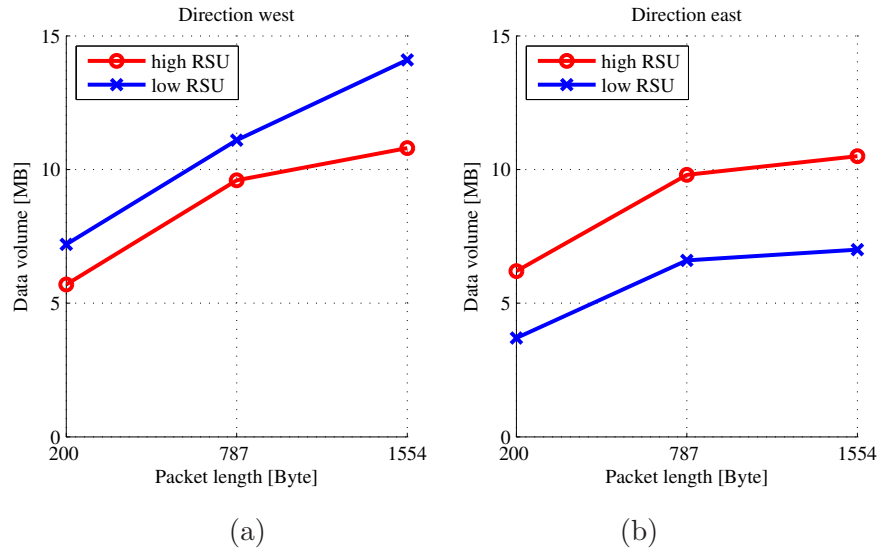 Direction west
15
high RSU
low RSU
10
5
0
Data volume [MB]
200
787
1554
Packet length [Byte]
(a)
Direction east
15
high RSU
low RSU
10
5
0
Data volume [MB]
200
787
1554
Packet length [Byte]
(b)